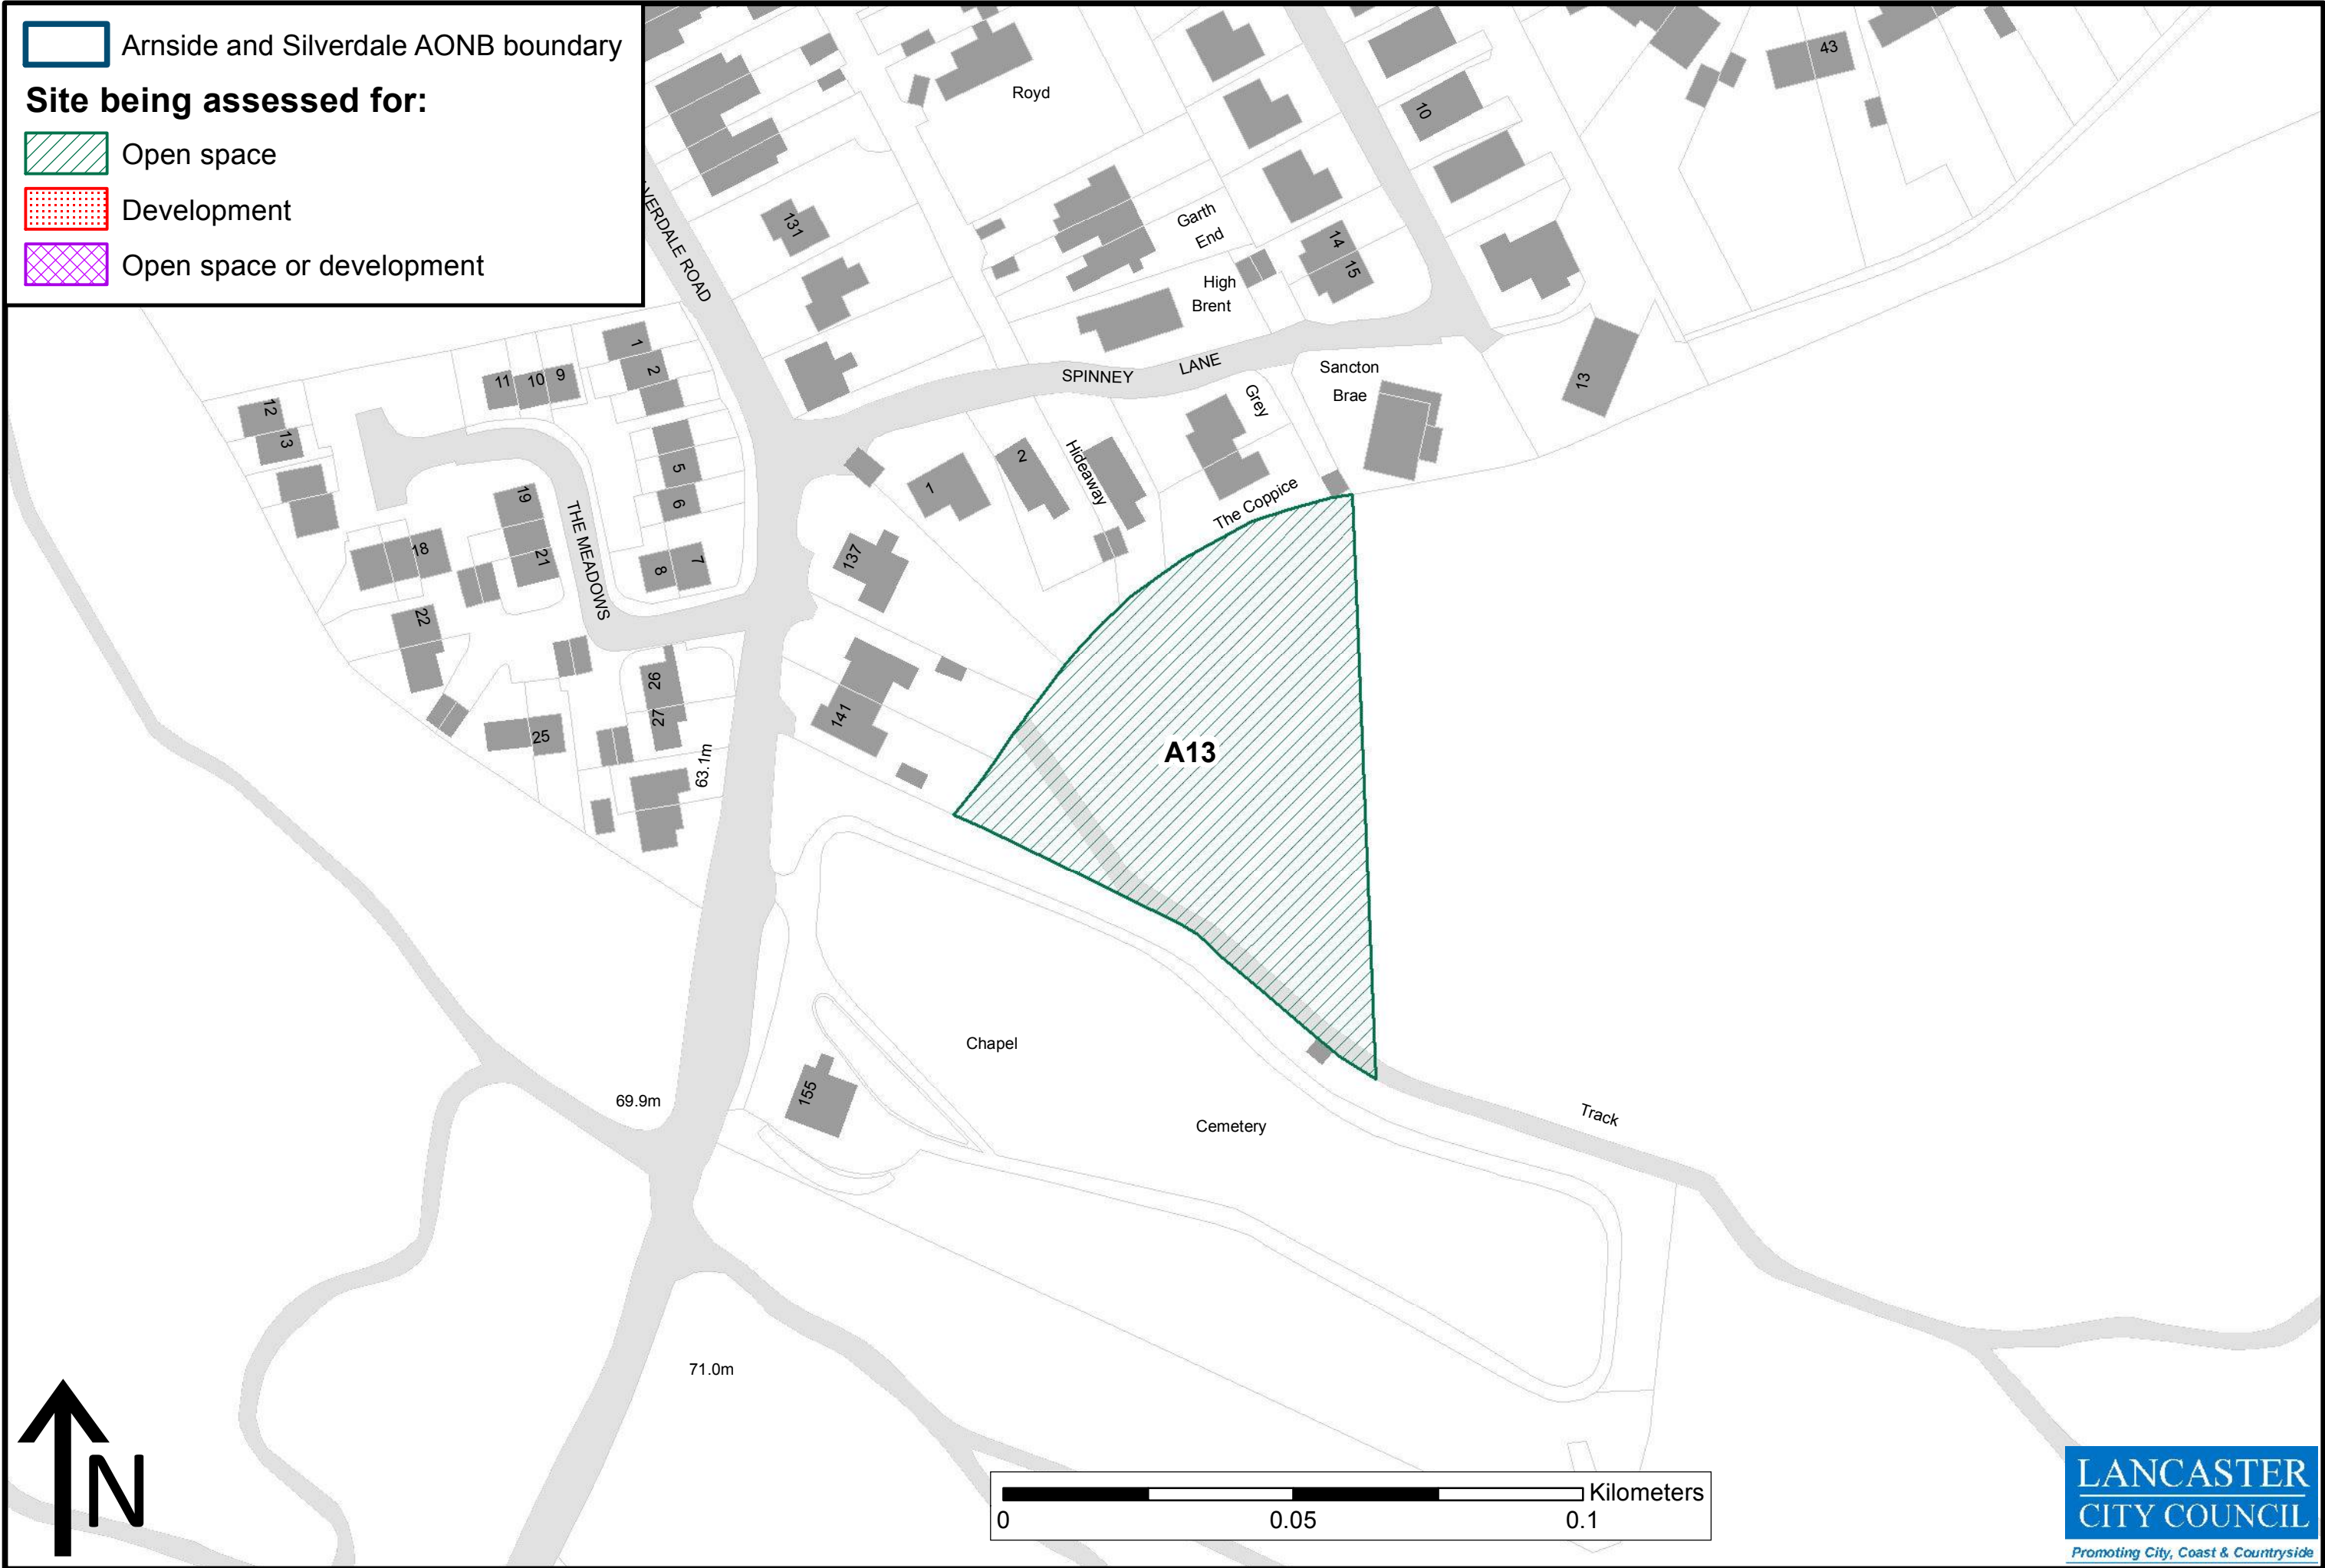 Arnside and Silverdale AONB boundary
Site being assessed for:
Open space
Development
Open space or development
Royd
43
10
131
Garth
End
14
15
High
Brent
ROAD
1
2
11
10
9
SPINNEY
LANE
Sancton
Brae
13
12
13
Grey
5
6
Hideaway
2
1
19
21
18
The Coppice
THE MEADOWS
137
8
7
22
26
27
141
25
63.1m
A13
Chapel
155
69.9m
Cemetery
Track
71.0m
N
Kilometers
0
0.05
0.1
LANCASTER
CITY COUNCIL
Promoting City, Coast & Countryside